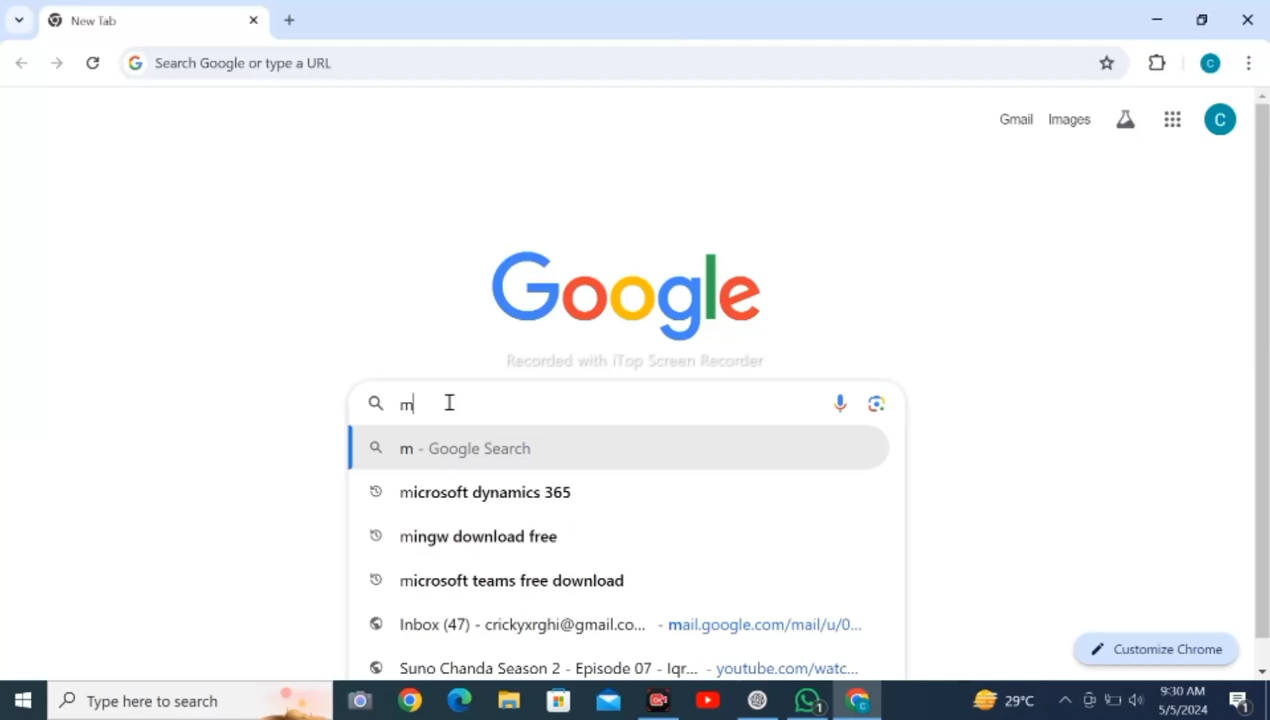 New Tab
Search Google or type a URL
C
Gmail Images
C
Google
Recorded with iTop Screen Recorder
m
m - Google Search
microsoft dynamics 365
mingw download free
microsoft teams free download
Inbox (47) - crickyxrghi@gmail.co... - mail.google.com/mail/u/0...
Suno Chanda Season 2 - Episode 07 - Iqr... - youtube.com/watc...
Customize Chrome
Type here to search
1
C
29°C
9:30 AM
5/5/2024
1